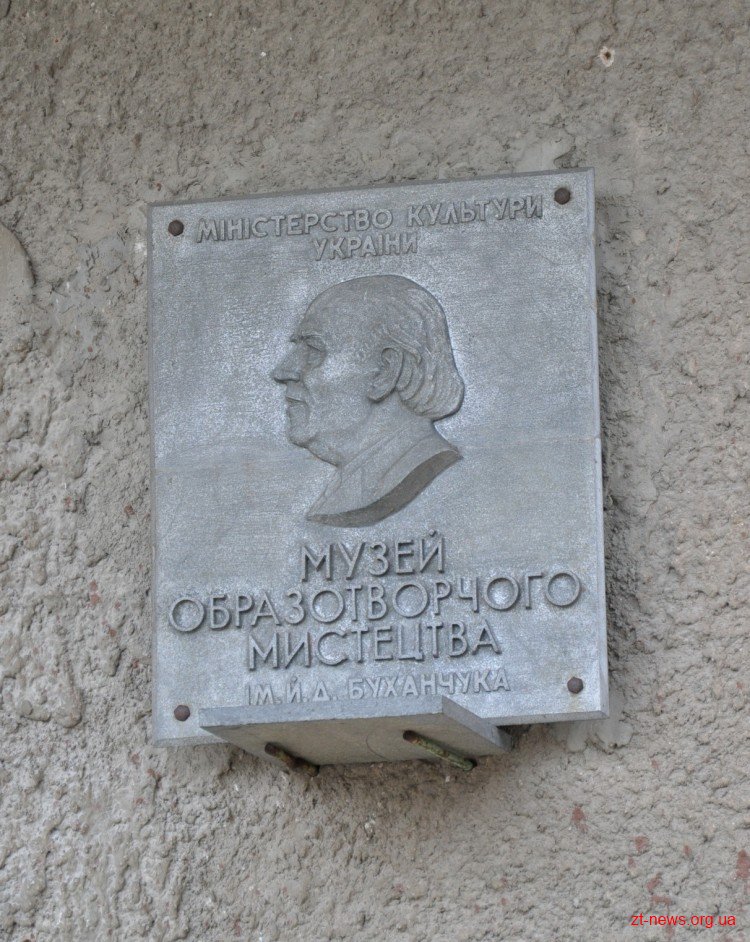 МІНІСТЕРСТВО КУЛЬТУРИ
УКРАЇНИ
МУЗЕЙ
ОБРАЗОТВОРЧОГО
МИСТЕЦТВА
ІМ. Й. Д. БУХАНЧУКА
zt-news.org.ua